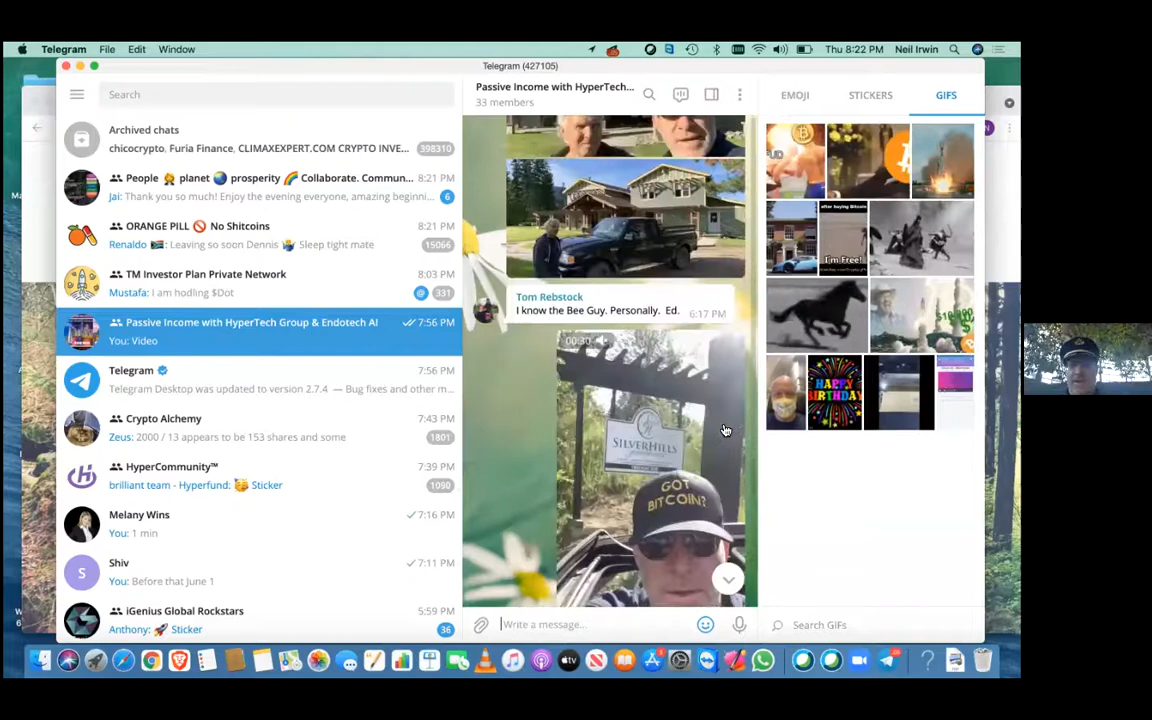 Telegram File Edit Window
Thu 8:22 PM Neil Irwin
Telegram (427105)
Search
Archived chats
chicocrypto, Furia Finance, CLIMAXEXPERT.COM CRYPTO INVE... 398310
People 🧑‍🌾 planet 🌏 prosperity 🌈 Collaborate. Commun... 8:21 PM
Jai: Thank you so much! Enjoy the evening everyone, amazing beginni... 6
ORANGE PILL 🚫 No Shitcoins 8:21 PM
Renaldo 🇿🇦: Leaving so soon Dennis 🤷‍♂️ Sleep tight mate 15066
TM Investor Plan Private Network 8:03 PM
Mustafa: I am hodling $Dot @ 331
Passive Income with HyperTech Group & Endotech AI 7:56 PM
You: Video
Telegram 7:56 PM
Telegram Desktop was updated to version 2.7.4 — Bug fixes and other m...
Crypto Alchemy 7:43 PM
Zeus: 2000 / 13 appears to be 153 shares and some 1801
HyperCommunity™ 7:39 PM
brilliant team - Hyperfund: 🥳 Sticker 1090
Melany Wins 7:16 PM
You: 1 min
S
Shiv 7:11 PM
You: Before that June 1
iGenius Global Rockstars 5:59 PM
Anthony: 🚀 Sticker 36
Passive Income with HyperTech...
33 members
Tom Rebstock
I know the Bee Guy. Personally. Ed. 6:17 PM
00:30
SILVERHILLS
GOT
BITCOIN?
Write a message...
EMOJI STICKERS GIFS
after buying Bitcoin
I'm Free!
HAPPY
BIRTHDAY
Search GIFs